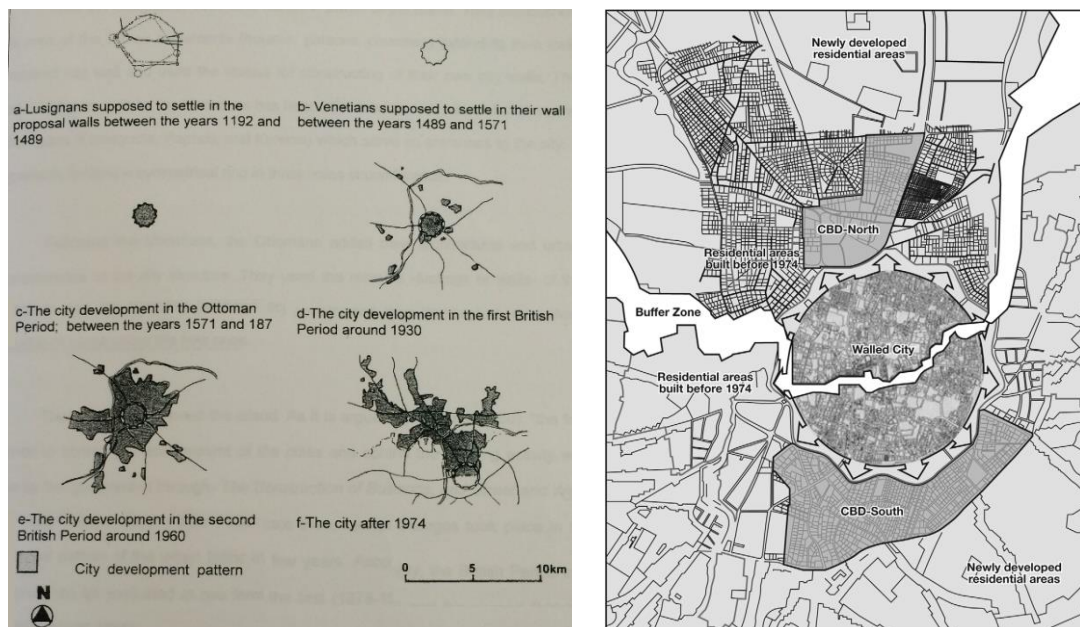 a-Lusignans supposed to settle in the
proposal walls between the years 1192 and
1489
b- Venetians supposed to settle in their wall
between the years 1489 and 1571
c-The city development in the Ottoman
Period; between the years 1571 and 187
d-The city development in the first British
Period around 1930
e-The city development in the second
British Period around 1960
f-The city after 1974
City development pattern
0 5 10km
N
Newly developed
residential areas
CBD-North
Residential areas
built before 1974
Buffer Zone
Walled City
Residential areas
built before 1974
CBD-South
Newly developed
residential areas